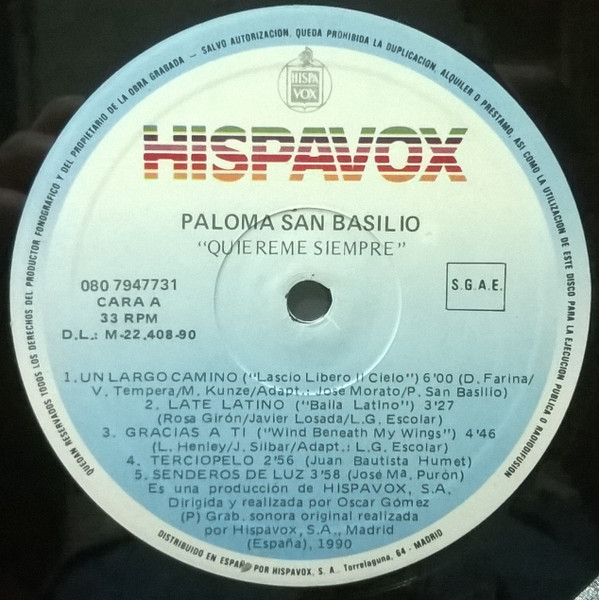 QUEDAN RESERVADOS TODOS LOS DERECHOS DEL PRODUCTOR FONOGRAFICO Y DEL PROPIETARIO DE LA OBRA GRABADA — SALVO AUTORIZACION, QUEDA PROHIBIDA LA DUPLICACION, ALQUILER O PRESTAMO, ASI COMO LA UTILIZACION DE ESTE DISCO PARA LA EJECUCION PUBLICA O RADIODIFUSION
HISPA
VOX
HISPAVOX
PALOMA SAN BASILIO
“QUIEREME SIEMPRE”
080 7947731
CARA A
33 RPM
D.L.: M-22.408-90
S.G.A.E.
1. UN LARGO CAMINO (“Lascio Libero Il Cielo”) 6'00 (D. Farina/
V. Tempera/M. Kunze/Adapt.: Jose Morato/P. San Basilio)
2. LATE LATINO (“Baila Latino”) 3'27
(Rosa Girón/Javier Losada/L.G. Escolar)
3. GRACIAS A TI (“Wind Beneath My Wings”) 4'46
(L. Henley/J. Silbar/Adapt.: L.G. Escolar)
4. TERCIOPELO 2'56 (Juan Bautista Humet)
5. SENDEROS DE LUZ 3'58 (José Mª. Purón)
Es una producción de HISPAVOX, S.A.
Dirigida y realizada por Oscar Gómez
(P) Grab. sonora original realizada
por Hispavox, S.A., Madrid
(España), 1990
DISTRIBUIDO EN ESPAÑA POR HISPAVOX, S. A., Torrelaguna, 64 - MADRID